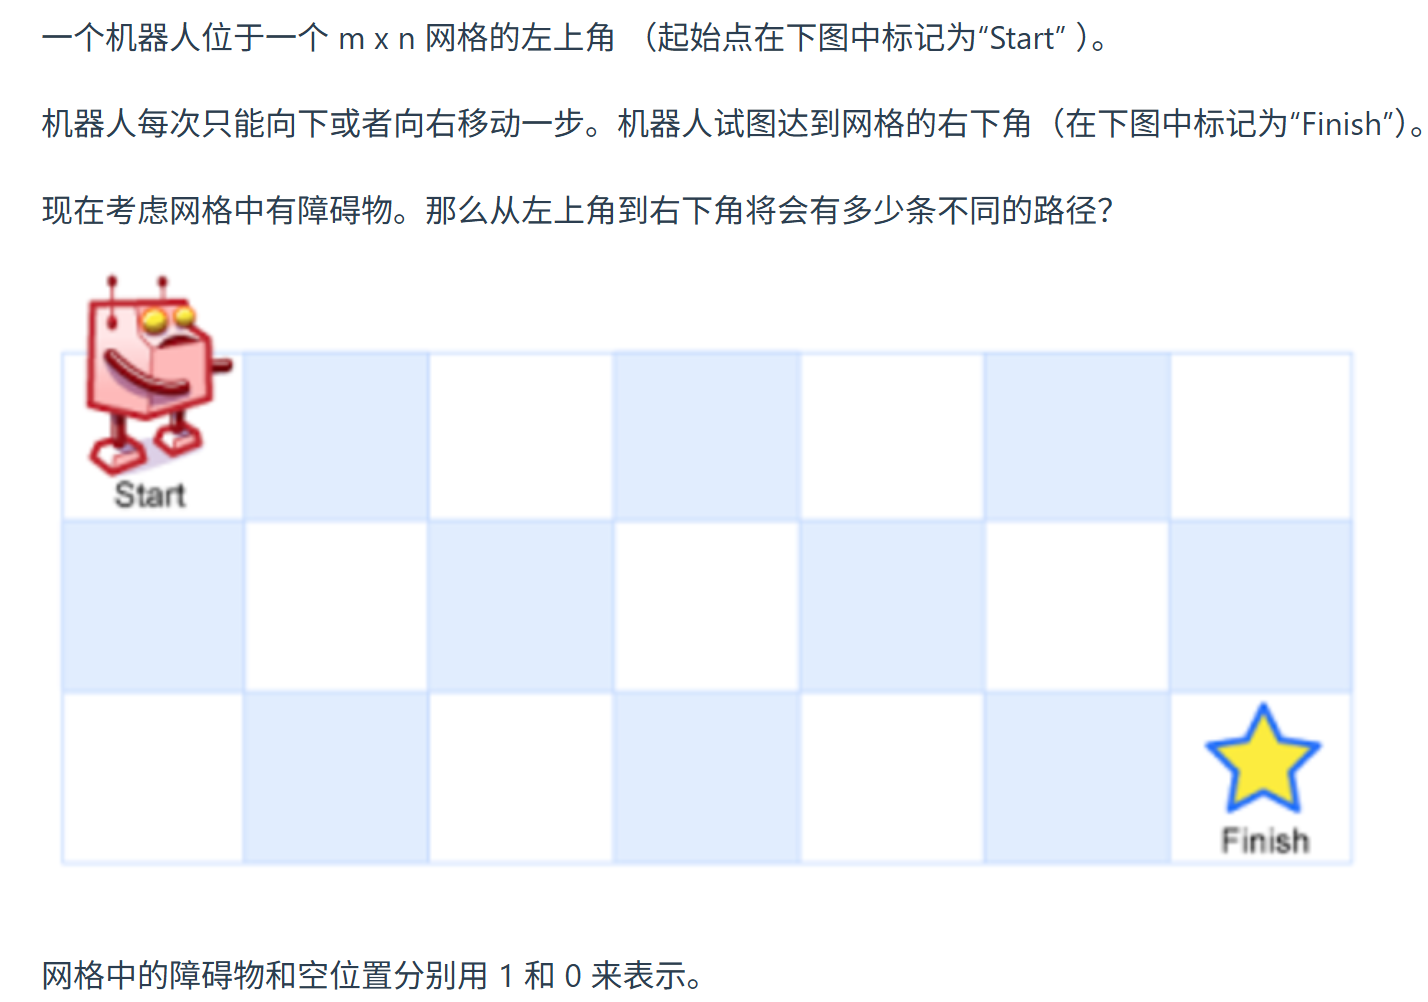 一个机器人位于一个 m x n 网格的左上角 （起始点在下图中标记为“Start” ）。
机器人每次只能向下或者向右移动一步。机器人试图达到网格的右下角（在下图中标记为“Finish”）。
现在考虑网格中有障碍物。那么从左上角到右下角将会有多少条不同的路径？
Start
Finish
网格中的障碍物和空位置分别用 1 和 0 来表示。